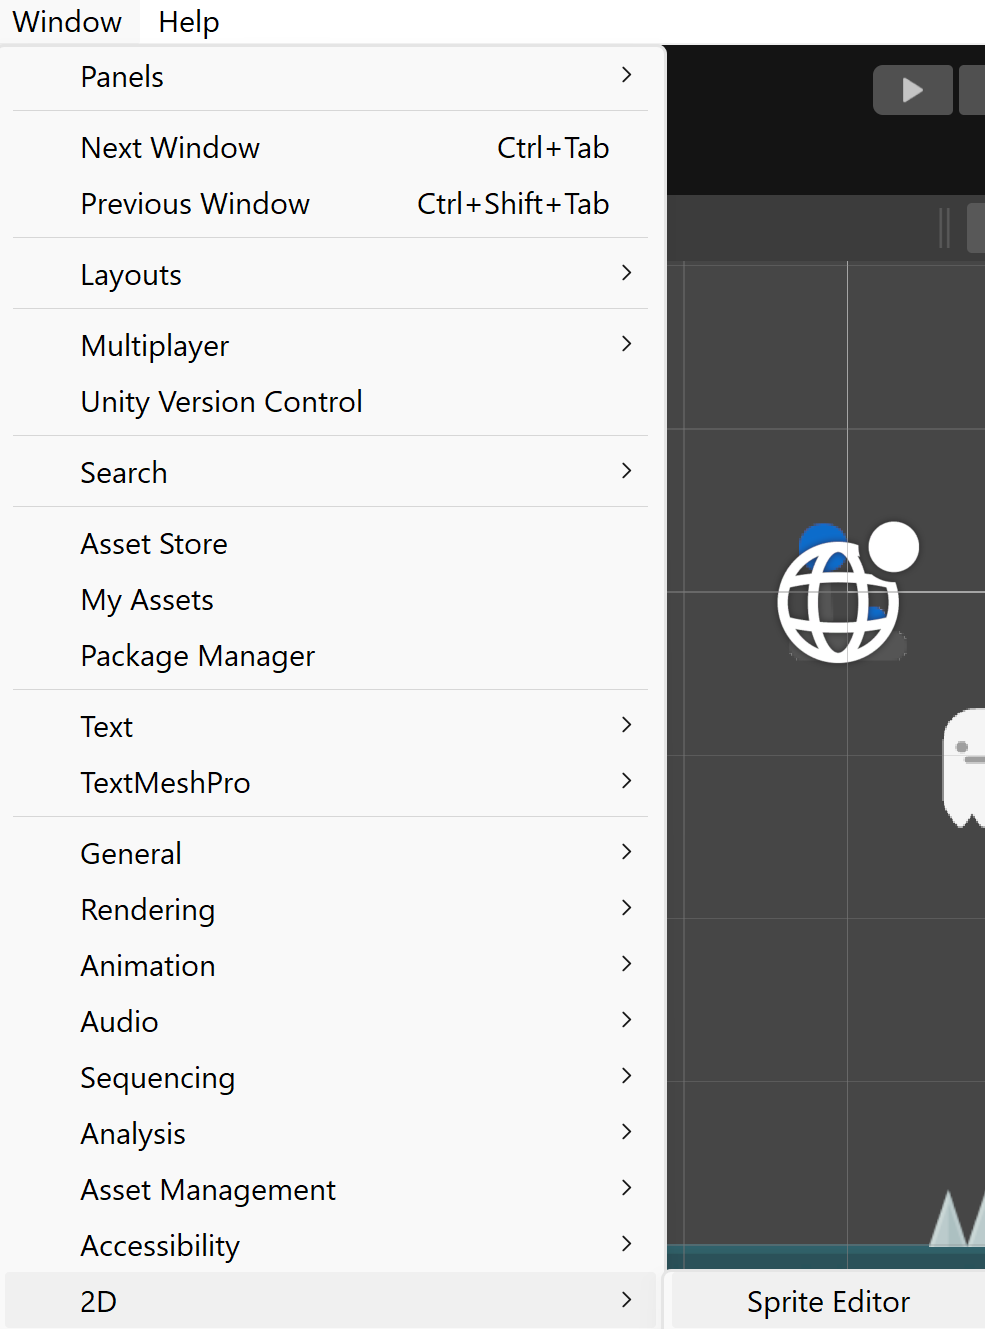 Window Help
Panels
Next Window Ctrl+Tab
Previous Window Ctrl+Shift+Tab
Layouts
Multiplayer
Unity Version Control
Search
Asset Store
My Assets
Package Manager
Text
TextMeshPro
General
Rendering
Animation
Audio
Sequencing
Analysis
Asset Management
Accessibility
2D Sprite Editor